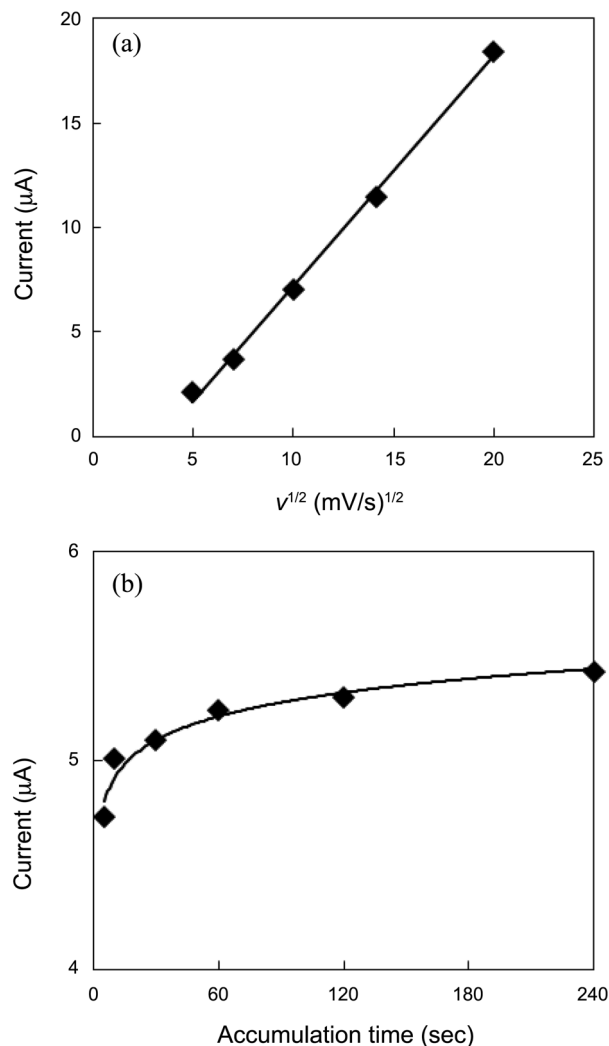 (a)
20
15
10
5
0
Current (μA)
0 5 10 15 20 25
v1/2 (mV/s)1/2
(b)
6
5
4
Current (μA)
0 60 120 180 240
Accumulation time (sec)